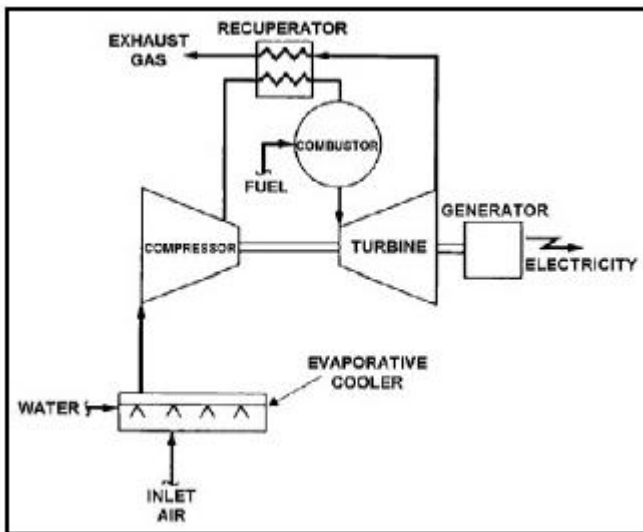 RECUPERATOR
EXHAUST
GAS
COMBUSTOR
FUEL
GENERATOR
COMPRESSOR
TURBINE
ELECTRICITY
EVAPORATIVE
COOLER
WATER
INLET
AIR